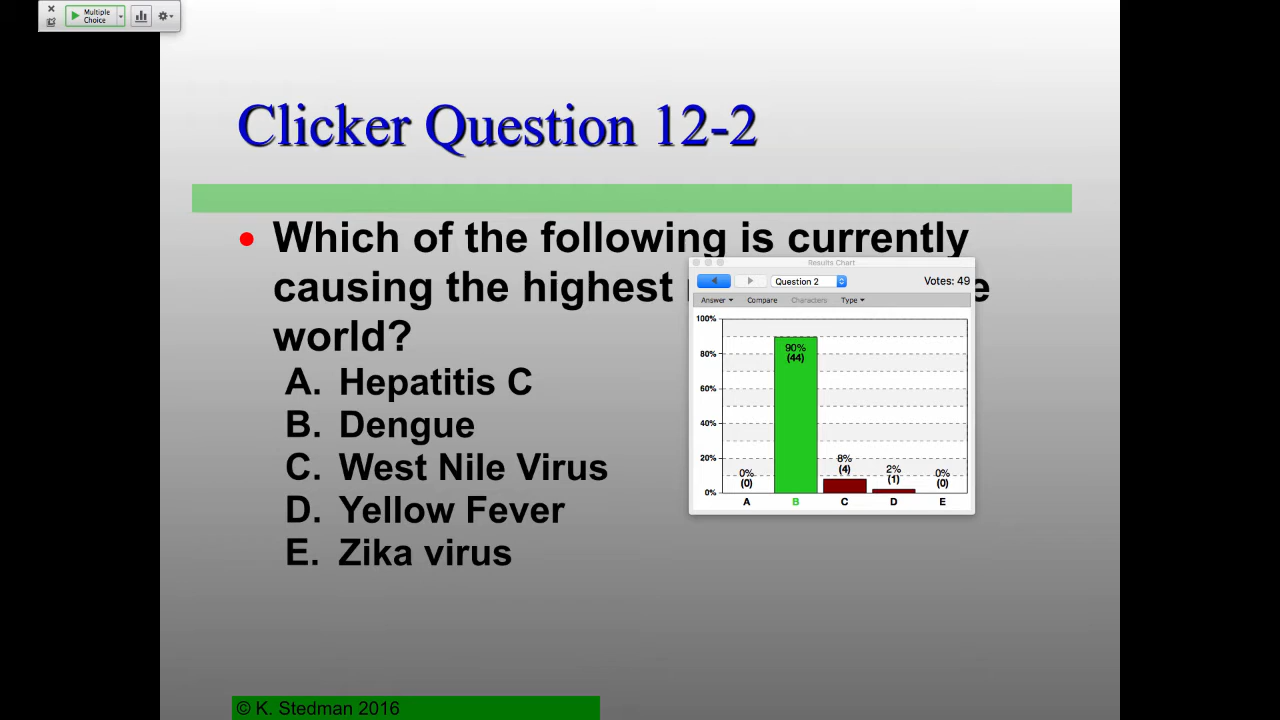 Multiple
Choice
Clicker Question 12-2
Which of the following is currently
causing the highest
world?
A. Hepatitis C
B. Dengue
C. West Nile Virus
D. Yellow Fever
E. Zika virus
Results Chart
Question 2
Votes: 49
Answer
Compare
Characters
Type
100%
80%
60%
40%
20%
0%
0%
(0)
90%
(44)
8%
(4)
2%
(1)
0%
(0)
A B C D E
© K. Stedman 2016